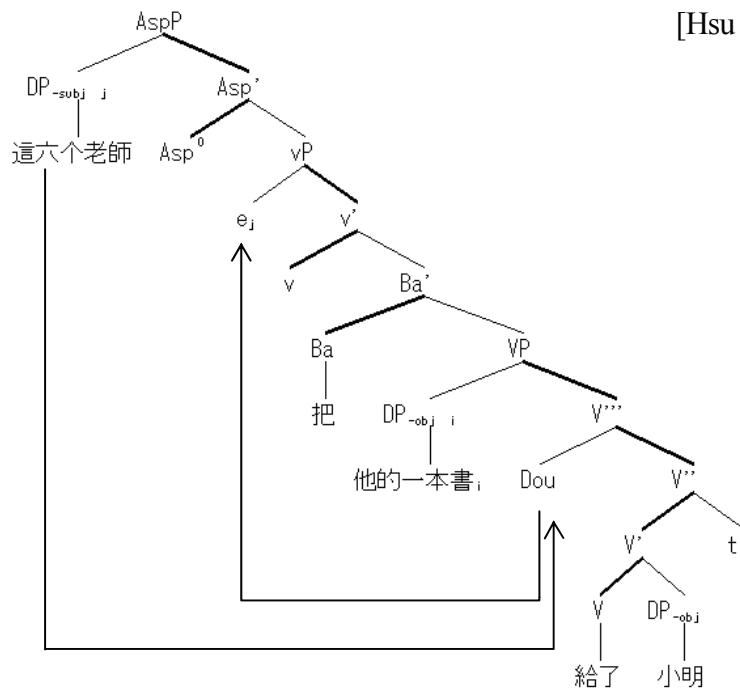 [Hsu
AspP
DP-subj j Asp'
這六个老師 Asp⁰ vP
eⱼ v'
v Ba'
Ba VP
把 DP-obj i V'''
他的一本書ᵢ Dou V''
V' t
V DP-obj
給了 小明